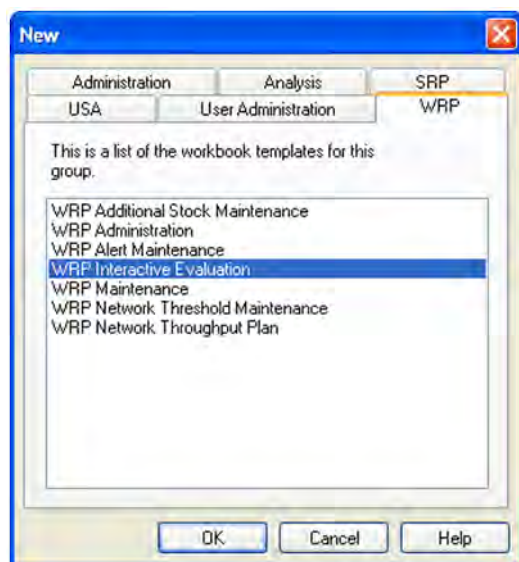 New
Administration
Analysis
SRP
USA
User Administration
WRP
This is a list of the workbook templates for this
group.
WRP Additional Stock Maintenance
WRP Administration
WRP Alert Maintenance
WRP Interactive Evaluation
WRP Maintenance
WRP Network Threshold Maintenance
WRP Network Throughput Plan
OK
Cancel
Help